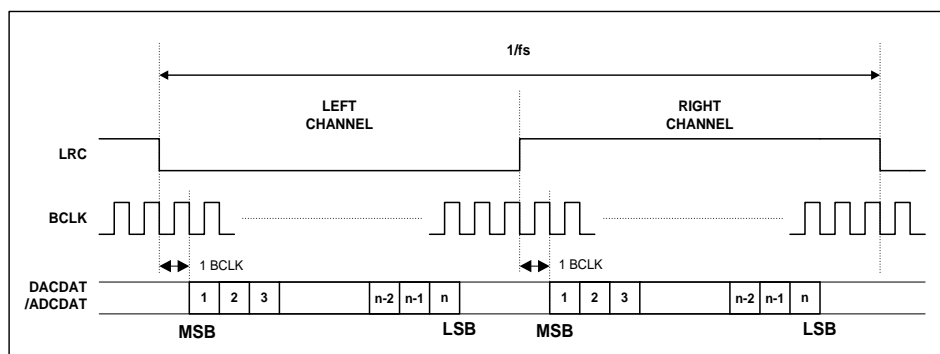 1/fs
LEFT
CHANNEL
RIGHT
CHANNEL
LRC
BCLK
1 BCLK
1 BCLK
DACDAT
/ADCDAT
1 2 3 n-2 n-1 n 1 2 3 n-2 n-1 n
MSB LSB MSB LSB